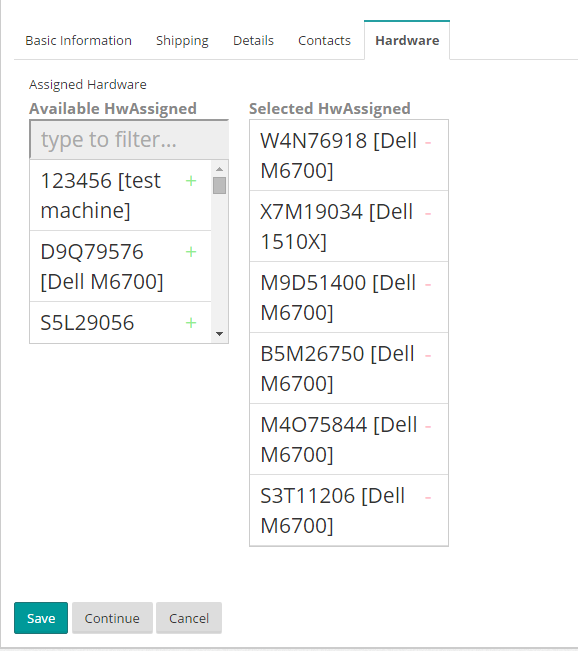 Basic Information Shipping Details Contacts Hardware
Assigned Hardware
Available HwAssigned
type to filter...
123456 [test +
machine]
D9Q79576 +
[Dell M6700]
S5L29056 +
Selected HwAssigned
W4N76918 [Dell -
M6700]
X7M19034 [Dell -
1510X]
M9D51400 [Dell -
M6700]
B5M26750 [Dell -
M6700]
M4O75844 [Dell -
M6700]
S3T11206 [Dell -
M6700]
Save Continue Cancel